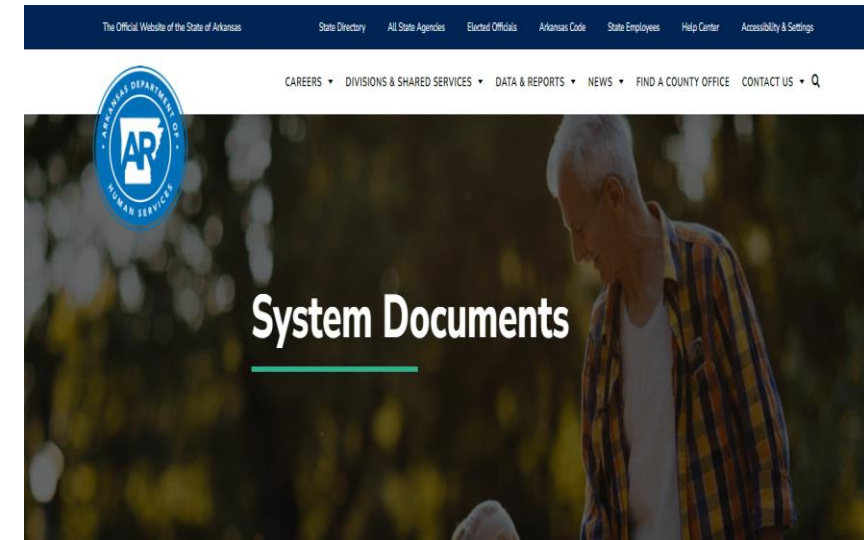 The Official Website of the State of Arkansas State Directory All State Agencies Elected Officials Arkansas Code State Employees Help Center Accessibility & Settings
CAREERS DIVISIONS & SHARED SERVICES DATA & REPORTS NEWS FIND A COUNTY OFFICE CONTACT US
ARKANSAS DEPARTMENT OF
AR
HUMAN SERVICES
System Documents